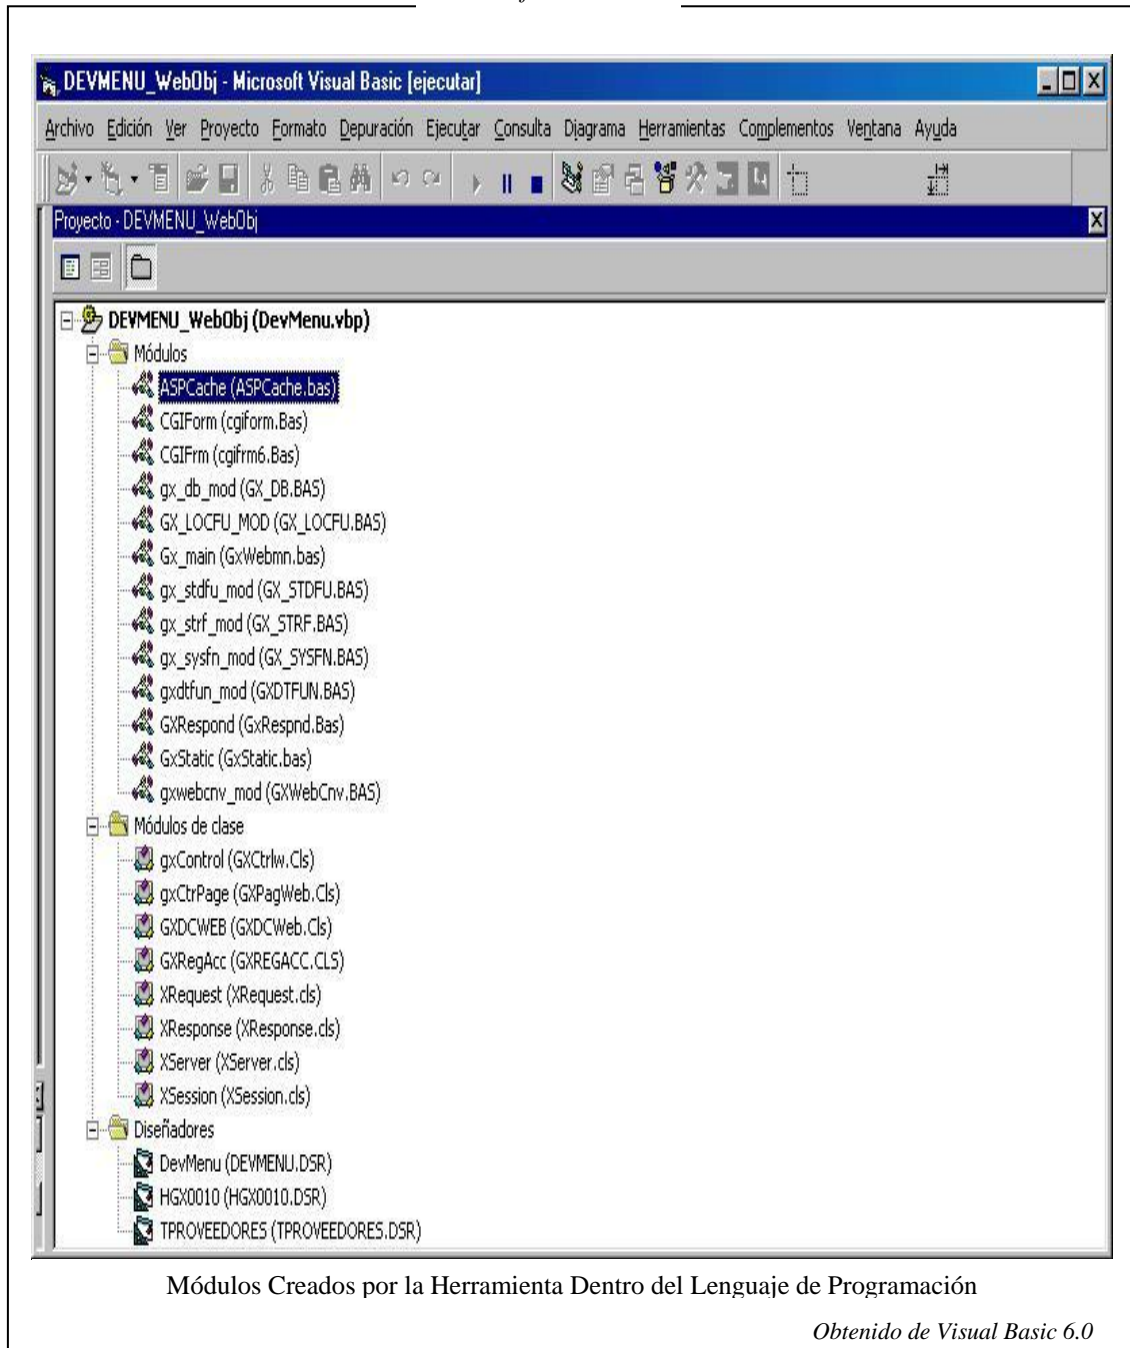 DEVMENU_WebObj - Microsoft Visual Basic [ejecutar]
Archivo Edición Ver Proyecto Formato Depuración Ejecutar Consulta Diagrama Herramientas Complementos Ventana Ayuda
Proyecto - DEVMENU_WebObj
DEVMENU_WebObj (DevMenu.vbp)
Módulos
ASPCache (ASPCache.bas)
CGIForm (cgiform.Bas)
CGIFrm (cgifrm6.Bas)
gx_db_mod (GX_DB.BAS)
GX_LOCFU_MOD (GX_LOCFU.BAS)
Gx_main (GxWebmn.bas)
gx_stdfu_mod (GX_STDFU.BAS)
gx_strf_mod (GX_STRF.BAS)
gx_sysfn_mod (GX_SYSFN.BAS)
gxdtfun_mod (GXDTFUN.BAS)
GXRespond (GxRespnd.Bas)
GxStatic (GxStatic.bas)
gxwebcnv_mod (GXWebCnv.BAS)
Módulos de clase
gxControl (GXCtrlw.Cls)
gxCtrPage (GXPagWeb.Cls)
GXDCWEB (GXDCWeb.Cls)
GXRegAcc (GXREGACC.CLS)
XRequest (XRequest.cls)
XResponse (XResponse.cls)
XServer (XServer.cls)
XSession (XSession.cls)
Diseñadores
DevMenu (DEVMENU.DSR)
HGX0010 (HGX0010.DSR)
TPROVEEDORES (TPROVEEDORES.DSR)
Módulos Creados por la Herramienta Dentro del Lenguaje de Programación
Obtenido de Visual Basic 6.0